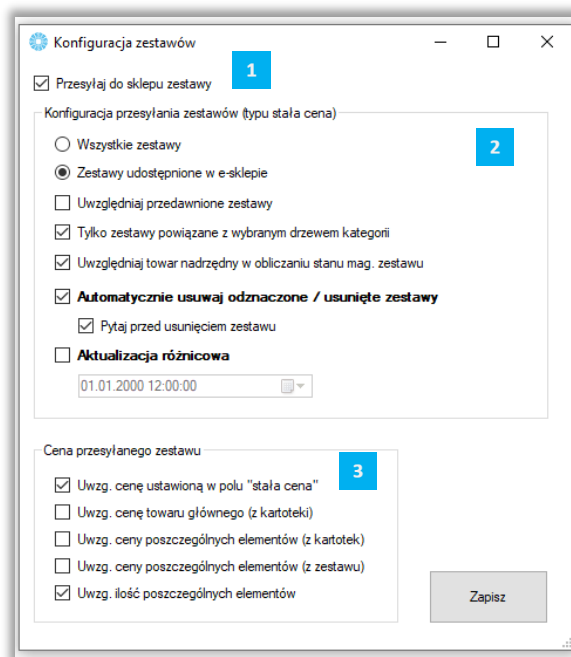 Konfiguracja zestawów
1
Przesyłaj do sklepu zestawy
Konfiguracja przesyłania zestawów (typu stała cena)
2
Wszystkie zestawy
Zestawy udostępnione w e-sklepie
Uwzględniaj przedawnione zestawy
Tylko zestawy powiązane z wybranym drzewem kategorii
Uwzględniaj towar nadrzędny w obliczaniu stanu mag. zestawu
Automatycznie usuwaj odznaczone / usunięte zestawy
Pytaj przed usunięciem zestawu
Aktualizacja różnicowa
01.01.2000 12:00:00
Cena przesyłanego zestawu
3
Uwzg. cenę ustawioną w polu "stała cena"
Uwzg. cenę towaru głównego (z kartoteki)
Uwzg. ceny poszczególnych elementów (z kartotek)
Uwzg. ceny poszczególnych elementów (z zestawu)
Uwzg. ilość poszczególnych elementów
Zapisz